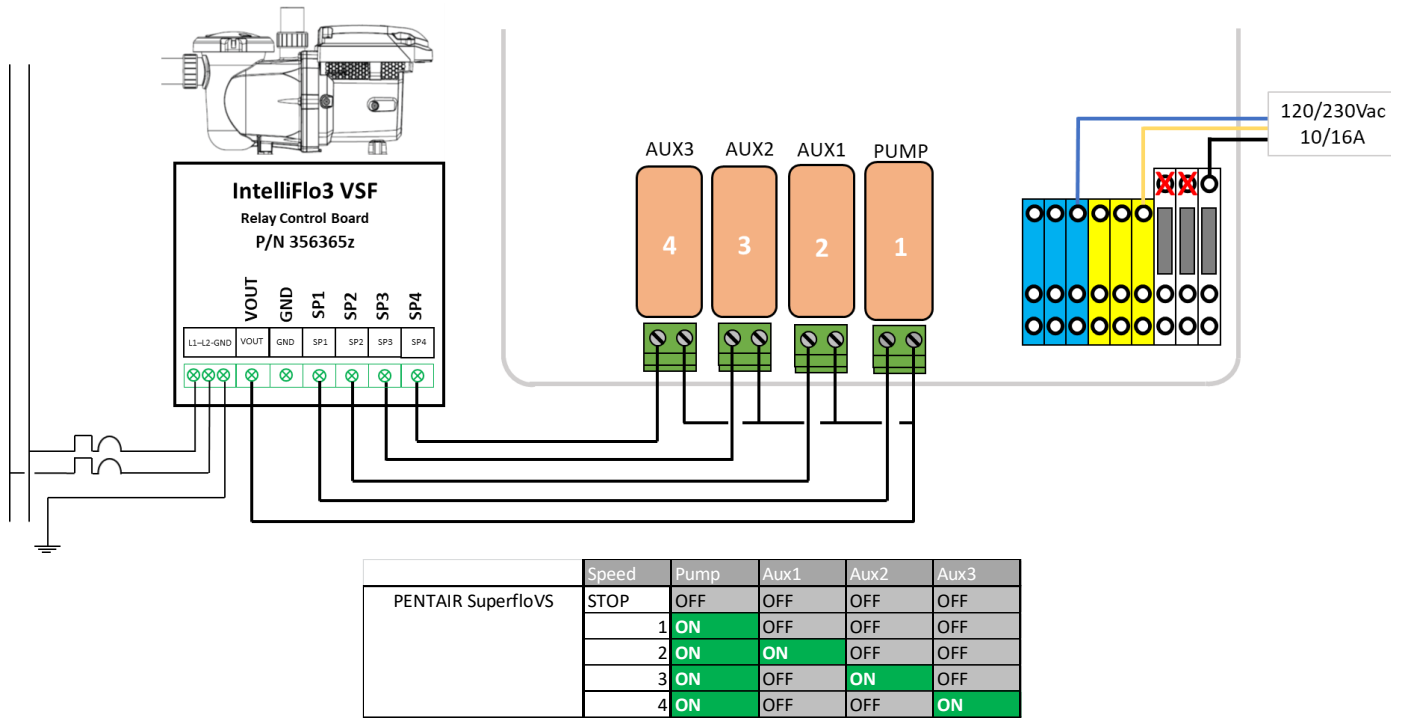 120/230Vac
10/16A
AUX3 AUX2 AUX1 PUMP
4 3 2 1
IntelliFlo3 VSF
Relay Control Board
P/N 356365z
VOUT GND SP1 SP2 SP3 SP4
L1-L2-GND VOUT GND SP1 SP2 SP3 SP4
Speed Pump Aux1 Aux2 Aux3
PENTAIR SuperfloVS STOP OFF OFF OFF OFF
1 ON OFF OFF OFF
2 ON ON OFF OFF
3 ON OFF ON OFF
4 ON OFF OFF ON